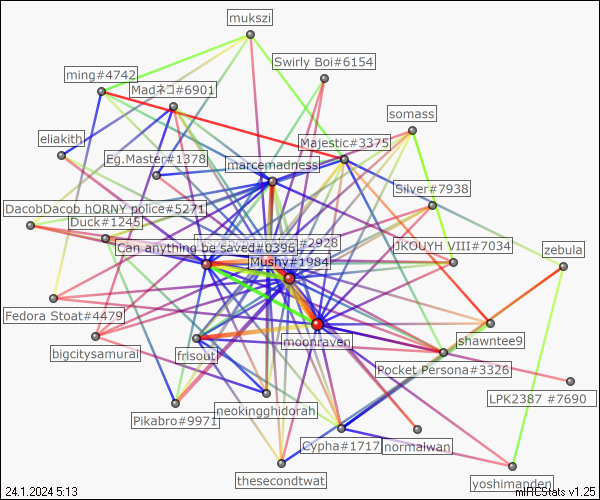 mukszi
Swirly Boi#6154
ming#4742
Madネコ#6901
somass
eliakith
Majestic#3375
Eg.Master#1378
marcemadness
Silver#7938
DacobDacob hORNY police#5271
Duck#1245
#2928
Can anything be saved#0396
JKOUYH VIII#7034
zebula
Mushy#1984
Fedora Stoat#4479
moonraven
shawntee9
bigcitysamurai
frisout
Pocket Persona#3326
LPK2387 #7690
Pikabro#9971
neokingghidorah
Cypha#1717
normalwan
thesecondtwat
yoshimanden
24.1.2024 5:13
mIRCStats v1.25